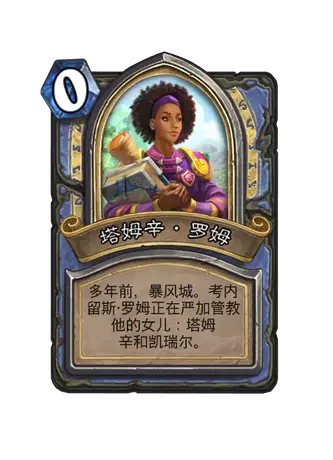 0
塔姆辛·罗姆
多年前，暴风城。考内
留斯·罗姆正在严加管教
他的女儿：塔姆
辛和凯瑞尔。